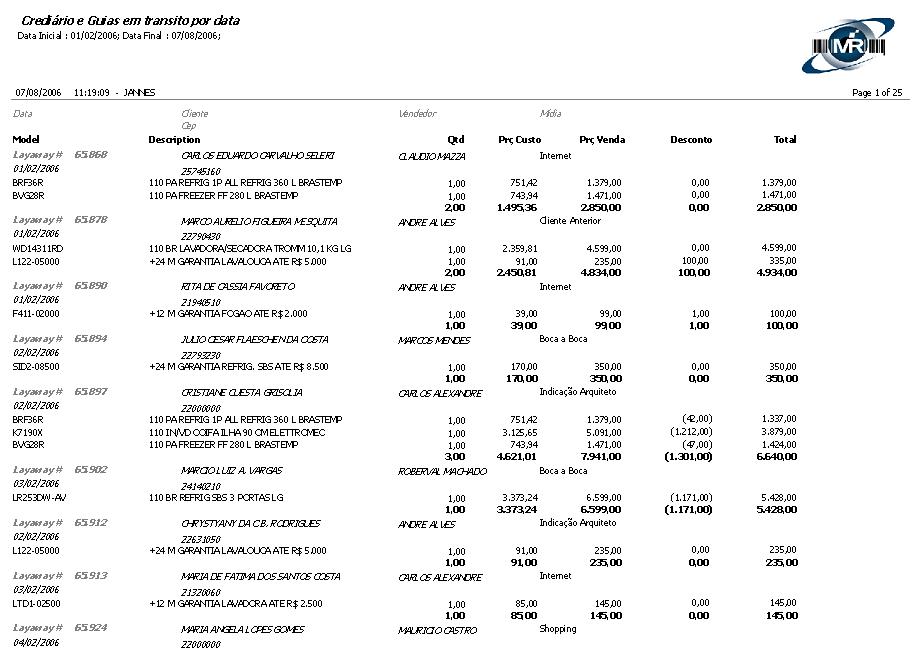 Crediário e Guias em transito por data
Data Inicial : 01/02/2006; Data Final : 07/08/2006;
MR
07/08/2006 11:19:09 - JANNES Page 1 of 25
Data Cliente Vendedor Mídia
Cep
Model Description Qtd Prç Custo Prç Venda Desconto Total
Layaway # 65.868 CARLOS EDUARDO CARVALHO SELERI CLAUDIO MAZZA Internet
01/02/2006 25745160
BRF36R 110 PA REFRIG 1P ALL REFRIG 360 L BRASTEMP 1,00 751,42 1.379,00 0,00 1.379,00
BVG28R 110 PA FREEZER FF 280 L BRASTEMP 1,00 743,94 1.471,00 0,00 1.471,00
2,00 1.495,36 2.850,00 0,00 2.850,00
Layaway # 65.878 MARCO AURELIO FIGUEIRA MESQUITA ANDRE ALVES Cliente Anterior
01/02/2006 22790430
WD14311RD 110 BR LAVADORA/SECADORA TROMM 10,1 KG LG 1,00 2.359,81 4.599,00 0,00 4.599,00
L122-05000 +24 M GARANTIA LAVALOUCA ATE R$ 5.000 1,00 91,00 235,00 100,00 335,00
2,00 2.450,81 4.834,00 100,00 4.934,00
Layaway # 65.890 RITA DE CASSIA FAVORETO ANDRE ALVES Internet
01/02/2006 21940510
F411-02000 +12 M GARANTIA FOGAO ATE R$ 2.000 1,00 39,00 99,00 1,00 100,00
1,00 39,00 99,00 1,00 100,00
Layaway # 65.894 JULIO CESAR FLAESCHEN DA COSTA MARCOS MENDES Boca a Boca
02/02/2006 22793230
SID2-08500 +24 M GARANTIA REFRIG. SBS ATE R$ 8.500 1,00 170,00 350,00 0,00 350,00
1,00 170,00 350,00 0,00 350,00
Layaway # 65.897 CRISTIANE CUESTA GRISOLIA CARLOS ALEXANDRE Indicação Arquiteto
02/02/2006 22000000
BRF36R 110 PA REFRIG 1P ALL REFRIG 360 L BRASTEMP 1,00 751,42 1.379,00 (42,00) 1.337,00
K7190X 110 IN/VD COIFA ILHA 90 CM ELETTROMEC 1,00 3.125,65 5.091,00 (1.212,00) 3.879,00
BVG28R 110 PA FREEZER FF 280 L BRASTEMP 1,00 743,94 1.471,00 (47,00) 1.424,00
3,00 4.621,01 7.941,00 (1.301,00) 6.640,00
Layaway # 65.902 MARCIO LUIZ A. VARGAS ROBERVAL MACHADO Boca a Boca
03/02/2006 24140210
LR253DW-AV 110 BR REFRIG SBS 3 PORTAS LG 1,00 3.373,24 6.599,00 (1.171,00) 5.428,00
1,00 3.373,24 6.599,00 (1.171,00) 5.428,00
Layaway # 65.912 CHRYSTYANY DA C.B. RODRIGUES ANDRE ALVES Indicação Arquiteto
02/02/2006 22631050
L122-05000 +24 M GARANTIA LAVALOUCA ATE R$ 5.000 1,00 91,00 235,00 0,00 235,00
1,00 91,00 235,00 0,00 235,00
Layaway # 65.913 MARIA DE FATIMA DOS SANTOS COSTA CARLOS ALEXANDRE Internet
03/02/2006 21320060
LTD1-02500 +12 M GARANTIA LAVADORA ATE R$ 2.500 1,00 85,00 145,00 0,00 145,00
1,00 85,00 145,00 0,00 145,00
Layaway # 65.924 MARIA ANGELA LOPES GOMES MAURICIO CASTRO Shopping
04/02/2006 22000000